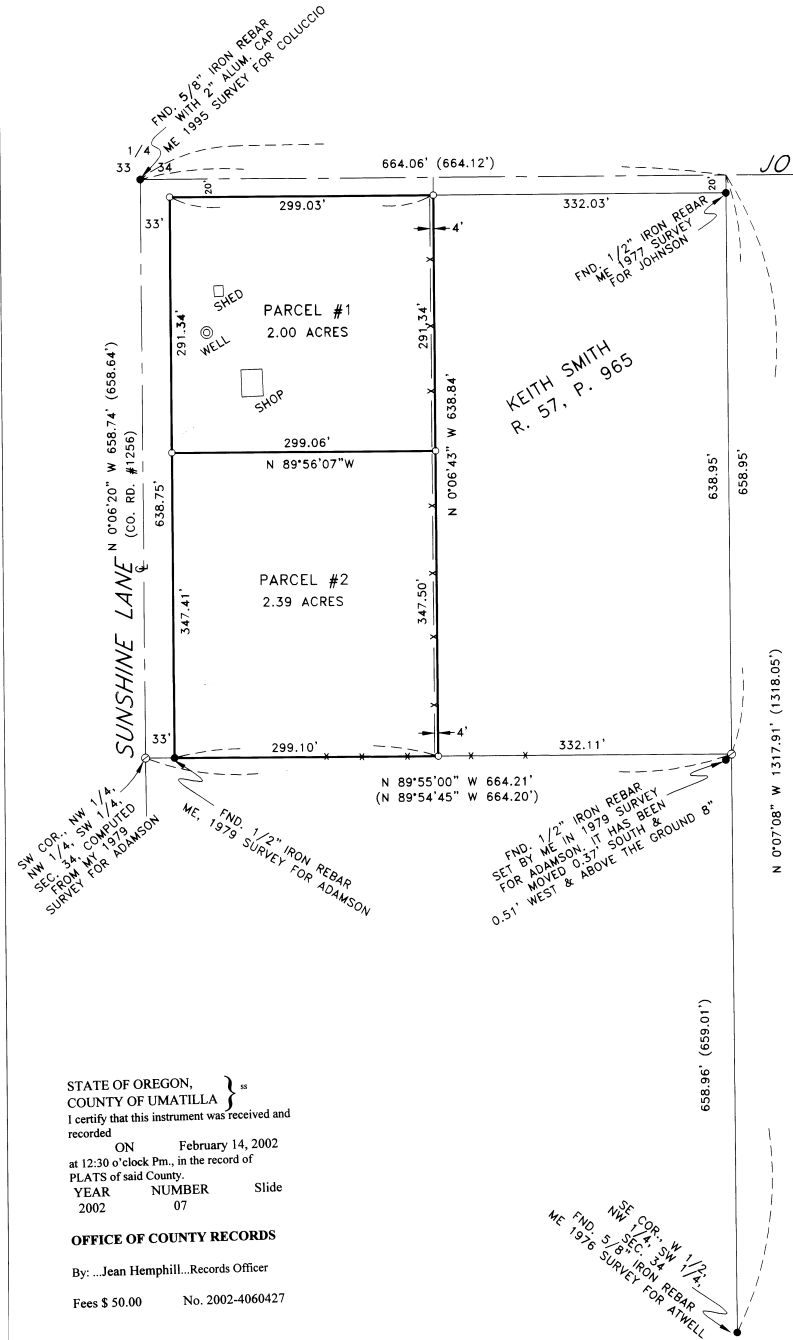 FND. 5/8" IRON REBAR
WITH 2" ALUM. CAP
ME 1995 SURVEY FOR COLUCCIO
1/4
33
34
664.06' (664.12')
JO
20'
20'
33'
299.03'
4'
332.03'
FND. 1/2" IRON REBAR
ME 1977 SURVEY
FOR JOHNSON
SHED
WELL
SHOP
PARCEL #1
2.00 ACRES
291.34'
291.34'
KEITH SMITH
R. 57, P. 965
N 0°06'20" W 658.74' (658.64')
(CO. RD. #1256)
SUNSHINE LANE
℄
638.75'
299.06'
N 89°56'07"W
N 0°06'43" W 638.84'
638.95'
658.95'
PARCEL #2
2.39 ACRES
347.41'
347.50'
33'
299.10'
4'
332.11'
N 89°55'00" W 664.21'
(N 89°54'45" W 664.20')
N 0°07'08" W 1317.91' (1318.05')
SW COR., NW 1/4,
NW 1/4, SW 1/4,
SEC. 34, COMPUTED
FROM MY 1979
SURVEY FOR ADAMSON
FND. 1/2" IRON REBAR
ME, 1979 SURVEY FOR ADAMSON
FND. 1/2" IRON REBAR
SET BY ME IN 1979 SURVEY
FOR ADAMSON, IT HAS BEEN
MOVED 0.37' SOUTH &
0.51' WEST & ABOVE THE GROUND 8"
658.96' (659.01')
STATE OF OREGON,
COUNTY OF UMATILLA } ss
I certify that this instrument was received and
recorded
ON February 14, 2002
at 12:30 o'clock Pm., in the record of
PLATS of said County.
YEAR NUMBER Slide
2002 07
OFFICE OF COUNTY RECORDS
By: ...Jean Hemphill...Records Officer
Fees $ 50.00 No. 2002-4060427
SE COR., W 1/2,
NW 1/4, SW 1/4,
SEC. 34
FND. 5/8" IRON REBAR
ME 1976 SURVEY FOR ATWELL